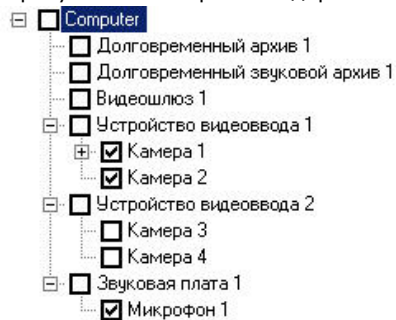 Computer
Долговременный архив 1
Долговременный звуковой архив 1
Видеошлюз 1
Устройство видеоввода 1
Камера 1
Камера 2
Устройство видеоввода 2
Камера 3
Камера 4
Звуковая плата 1
Микрофон 1